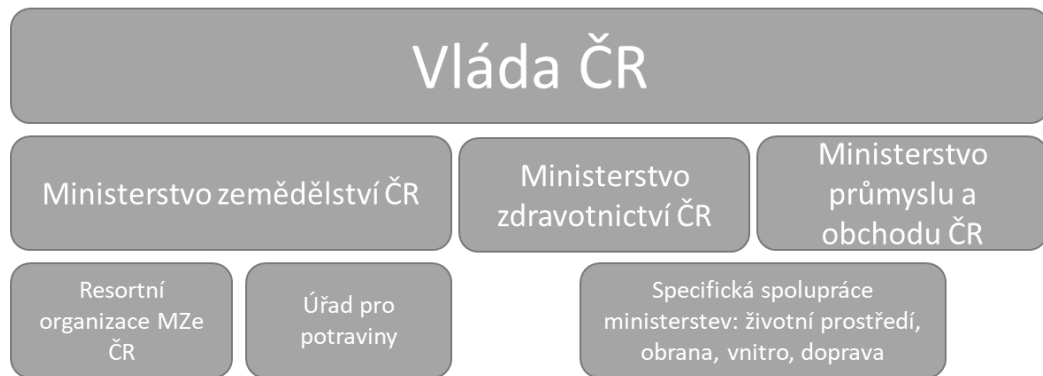 Vláda ČR
Ministerstvo zemědělství ČR
Ministerstvo
zdravotnictví ČR
Ministerstvo
průmyslu a
obchodu ČR
Resortní
organizace MZe
ČR
Úřad pro
potraviny
Specifická spolupráce
ministerstev: životní prostředí,
obrana, vnitro, doprava